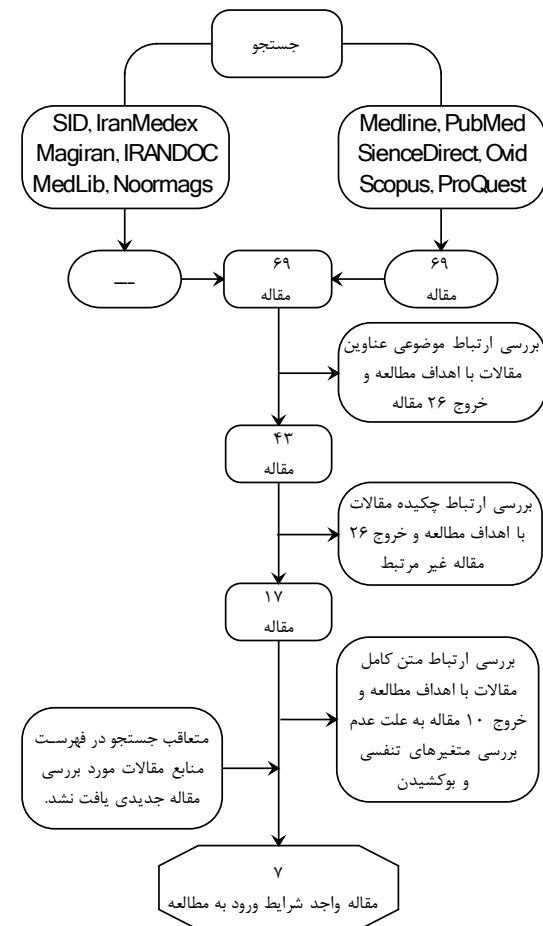 جستجو
SID, IranMedex
Magiran, IRANDOC
MedLib, Noormags
Medline, PubMed
SienceDirect, Ovid
Scopus, ProQuest
---
۶۹
مقاله
۶۹
مقاله
بررسی ارتباط موضوعی عناوین
مقالات با اهداف مطالعه و
خروج ۲۶ مقاله
۴۳
مقاله
بررسی ارتباط چکیده مقالات
با اهداف مطالعه و خروج ۲۶
مقاله غیر مرتبط
۱۷
مقاله
بررسی ارتباط متن کامل
مقالات با اهداف مطالعه و
خروج ۱۰ مقاله به علت عدم
بررسی متغیرهای تنفسی
و بوکشیدن
متعاقب جستجو در فهرست
منابع مقالات مورد بررسی
مقاله جدیدی یافت نشد.
۷
مقاله واجد شرایط ورود به مطالعه